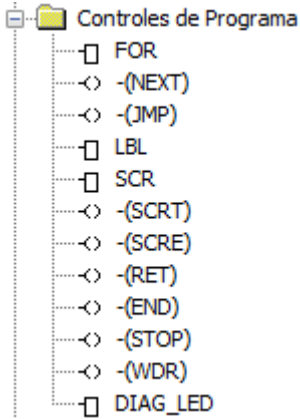 Controles de Programa
FOR
-(NEXT)
-(JMP)
LBL
SCR
-(SCRT)
-(SCRE)
-(RET)
-(END)
-(STOP)
-(WDR)
DIAG_LED